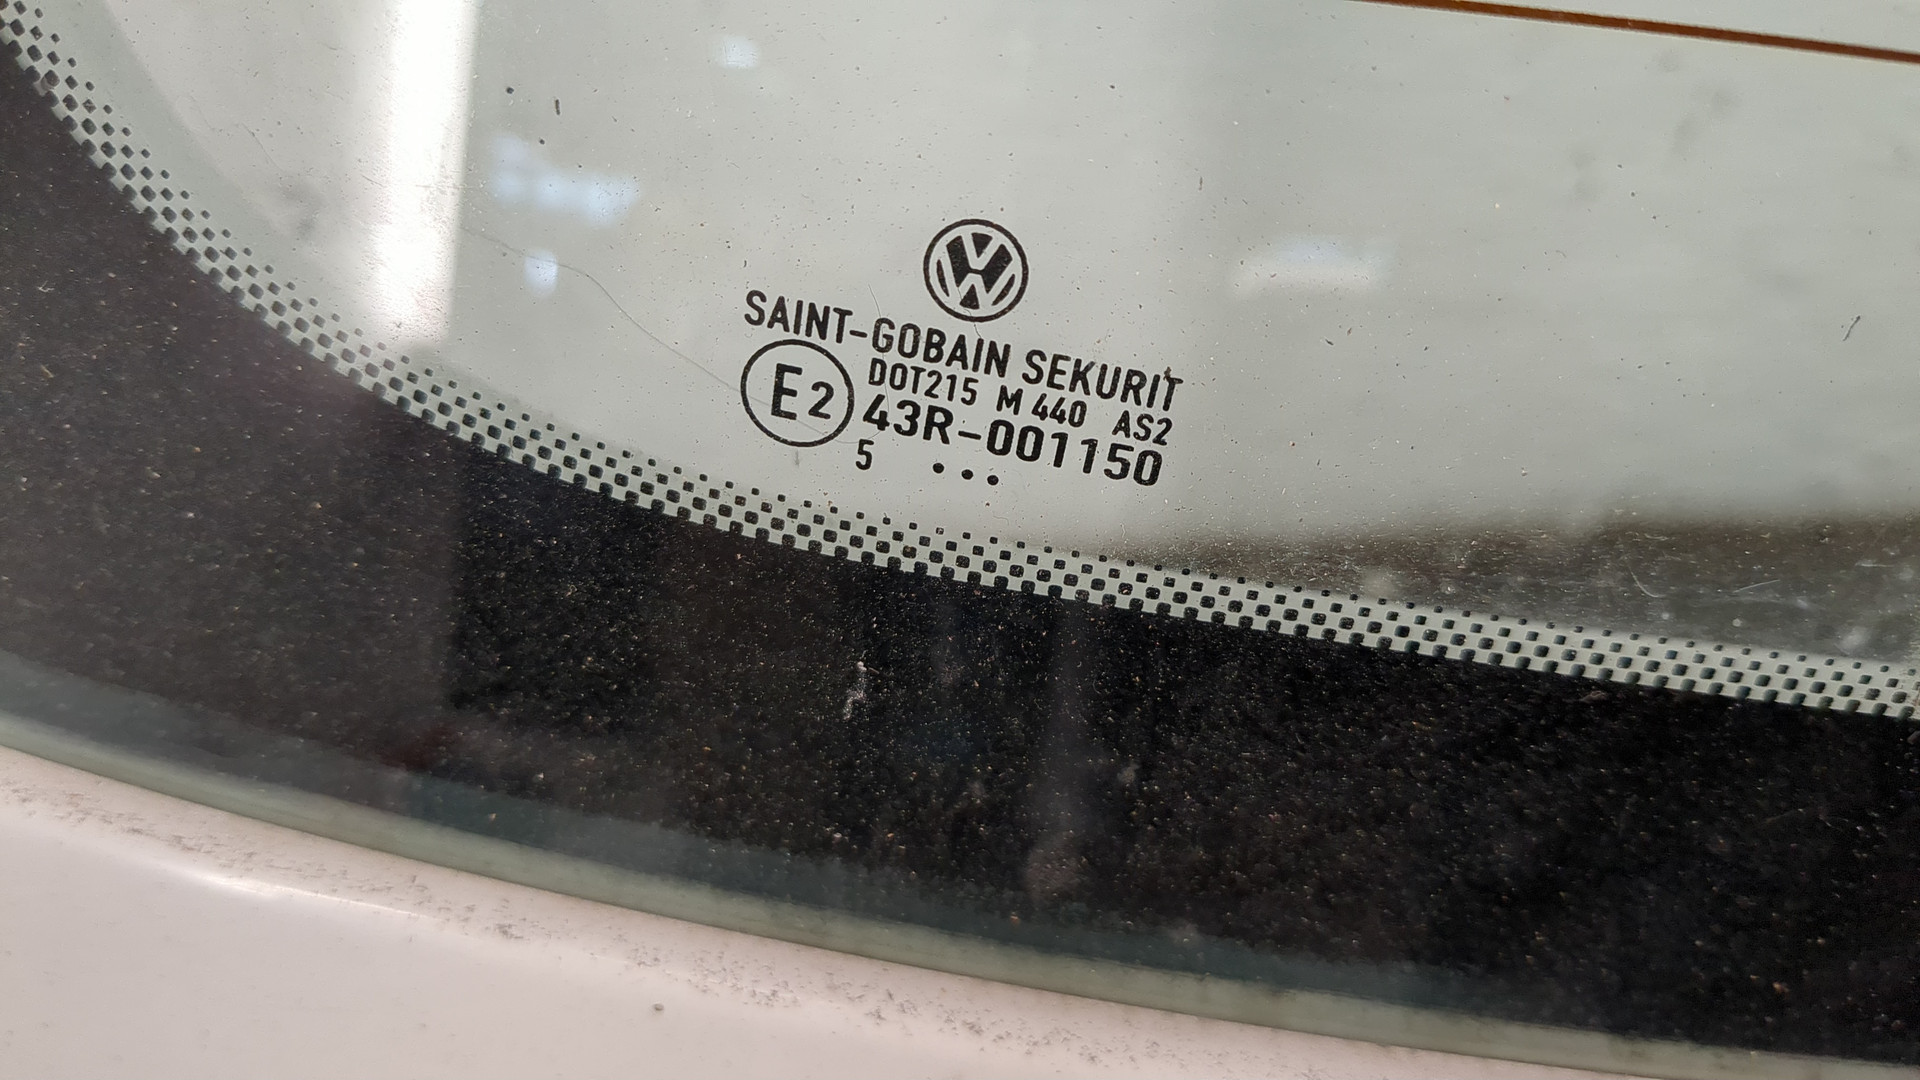 SAINT-GOBAIN SEKURIT
E2
DOT215 M 440 AS2
43R-001150
5 ...